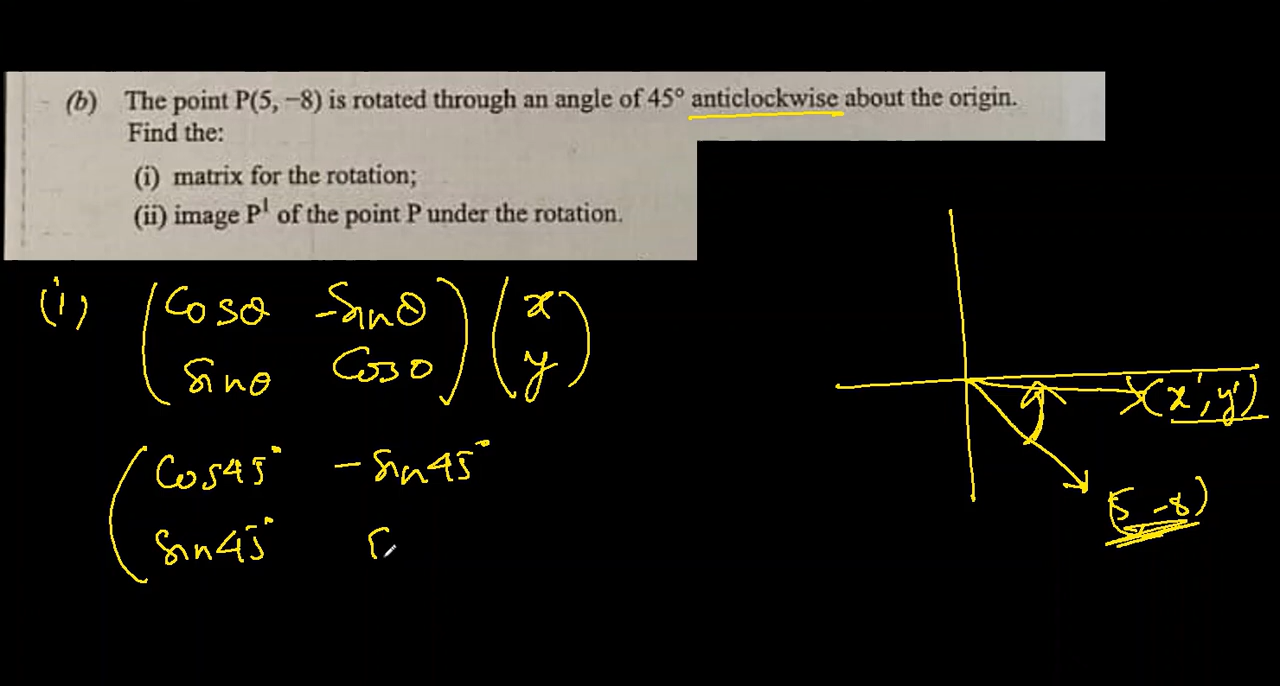 (b) The point P(5, −8) is rotated through an angle of 45° anticlockwise about the origin.
Find the:
(i) matrix for the rotation;
(ii) image P¹ of the point P under the rotation.
(i) (Cosθ -Sinθ) (x)
(Sinθ Cosθ) (y)
(Cos45° -Sin45°
Sin45°
(x', y')
(5 -8)